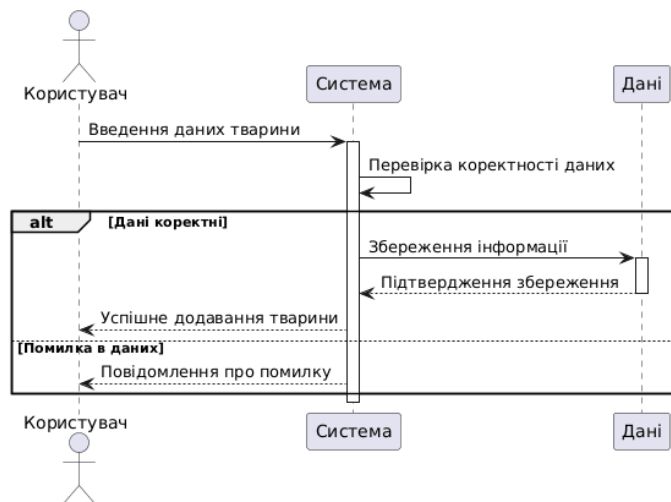 Користувач
Система
Дані
Введення даних тварини
Перевірка коректності даних
alt
[Дані коректні]
Збереження інформації
Підтвердження збереження
Успішне додавання тварини
[Помилка в даних]
Повідомлення про помилку
Користувач
Система
Дані